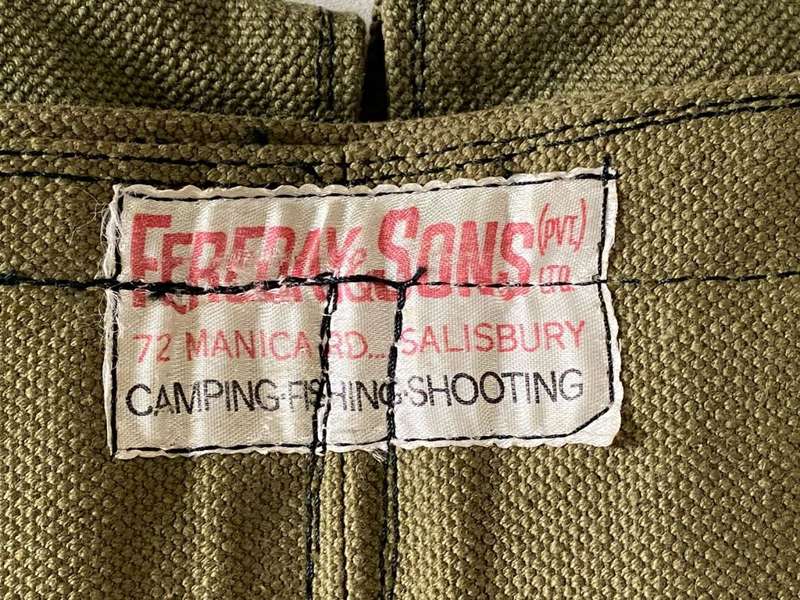 FEREDAY & SONS (PVT) LTD.
72 MANICA RD... SALISBURY
CAMPING·FISHING·SHOOTING